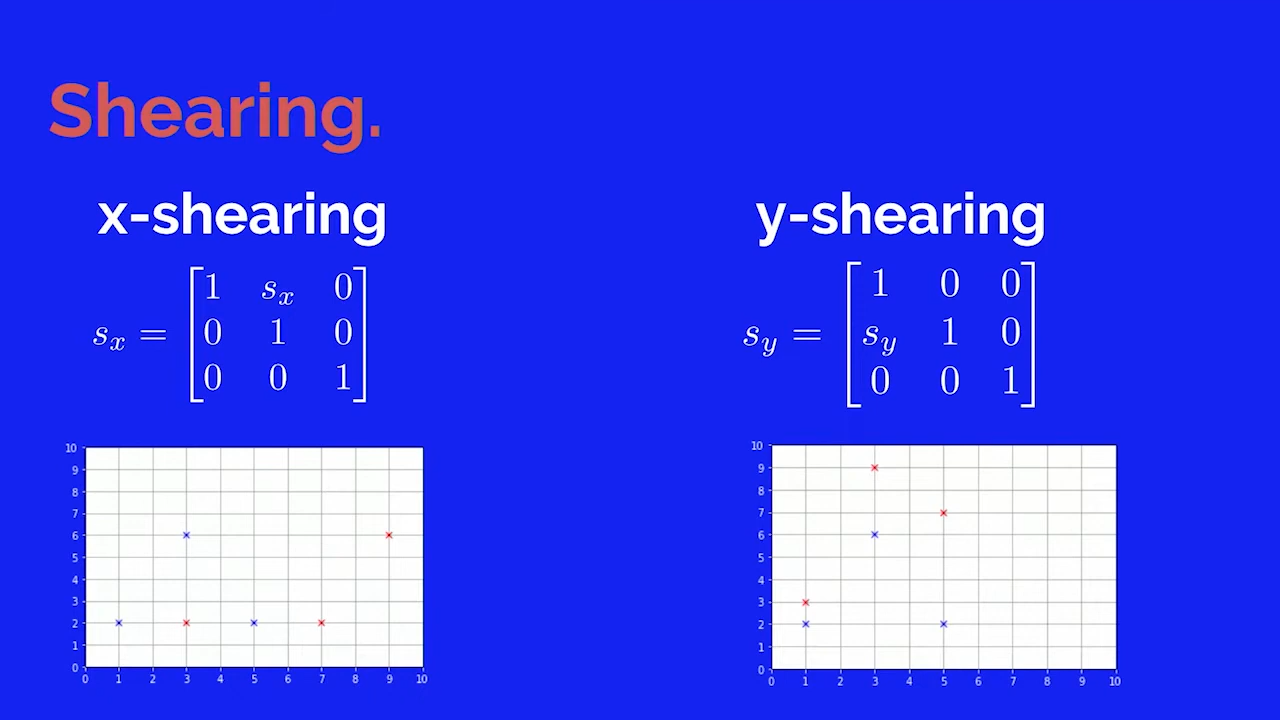 Shearing.
x-shearing
s_x = [1 s_x 0
0 1 0
0 0 1]
10
9
8
7
6
5
4
3
2
1
0
0 1 2 3 4 5 6 7 8 9 10
y-shearing
s_y = [1 0 0
s_y 1 0
0 0 1]
10
9
8
7
6
5
4
3
2
1
0
0 1 2 3 4 5 6 7 8 9 10